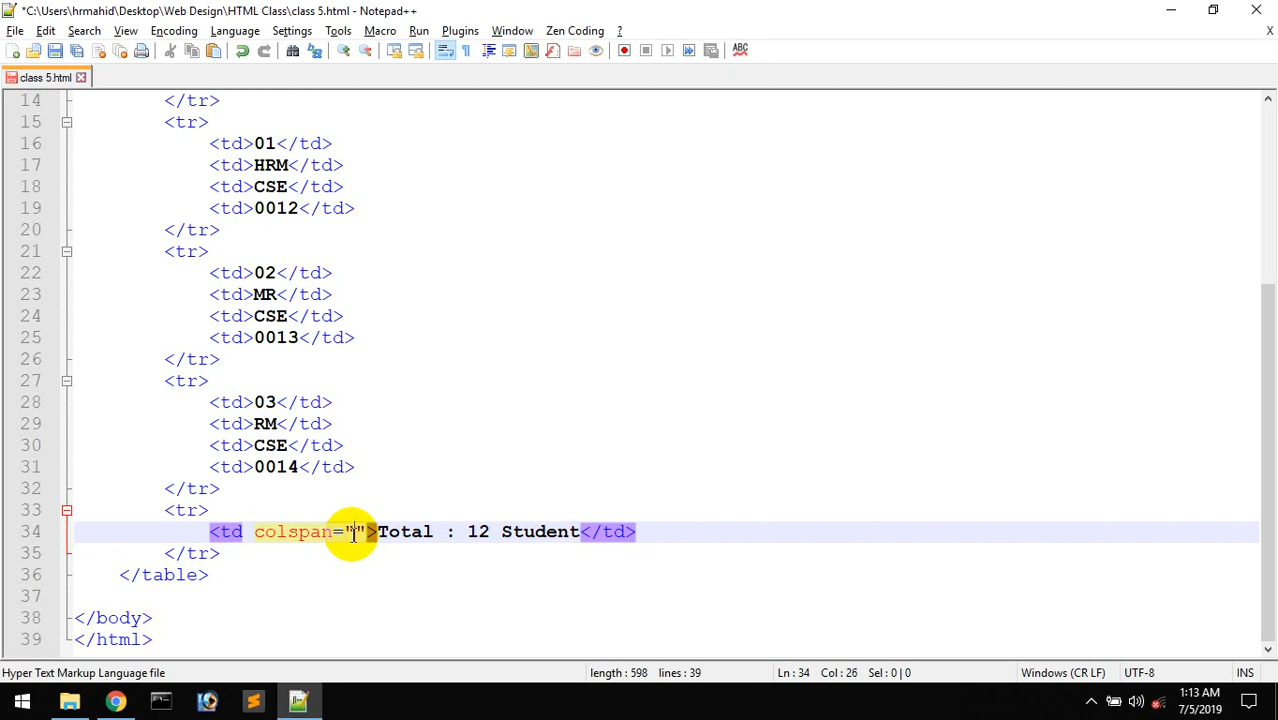 *C:\Users\hrmahid\Desktop\Web Design\HTML Class\class 5.html - Notepad++
File Edit Search View Encoding Language Settings Tools Macro Run Plugins Window Zen Coding ? X
class 5.html
14 </tr>
15 <tr>
16 <td>01</td>
17 <td>HRM</td>
18 <td>CSE</td>
19 <td>0012</td>
20 </tr>
21 <tr>
22 <td>02</td>
23 <td>MR</td>
24 <td>CSE</td>
25 <td>0013</td>
26 </tr>
27 <tr>
28 <td>03</td>
29 <td>RM</td>
30 <td>CSE</td>
31 <td>0014</td>
32 </tr>
33 <tr>
34 <td colspan="">Total : 12 Student</td>
35 </tr>
36 </table>
37
38 </body>
39 </html>
Hyper Text Markup Language file length : 598 lines : 39 Ln : 34 Col : 26 Sel : 0 | 0 Windows (CR LF) UTF-8 INS
1:13 AM
7/5/2019